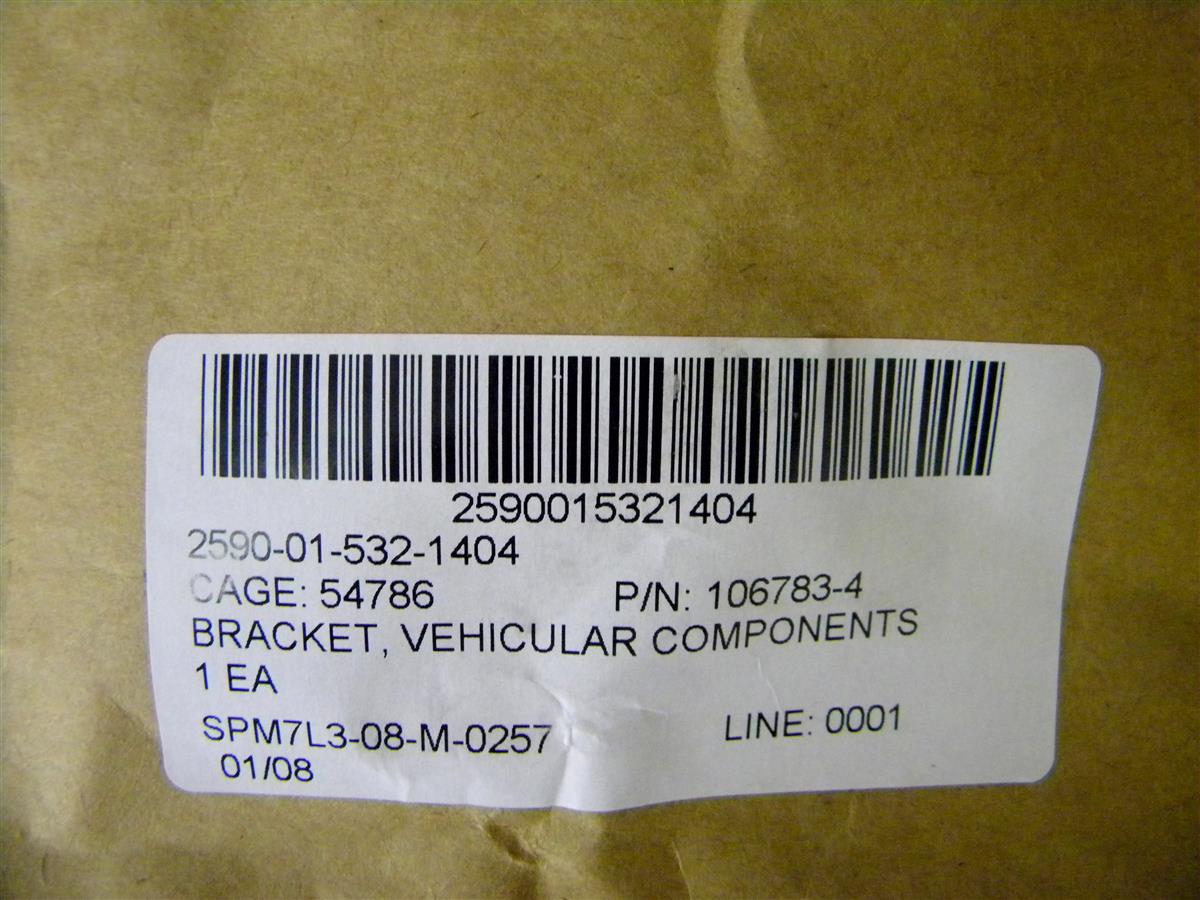 2590015321404
2590-01-532-1404
CAGE: 54786 P/N: 106783-4
BRACKET, VEHICULAR COMPONENTS
1 EA
SPM7L3-08-M-0257 LINE: 0001
01/08